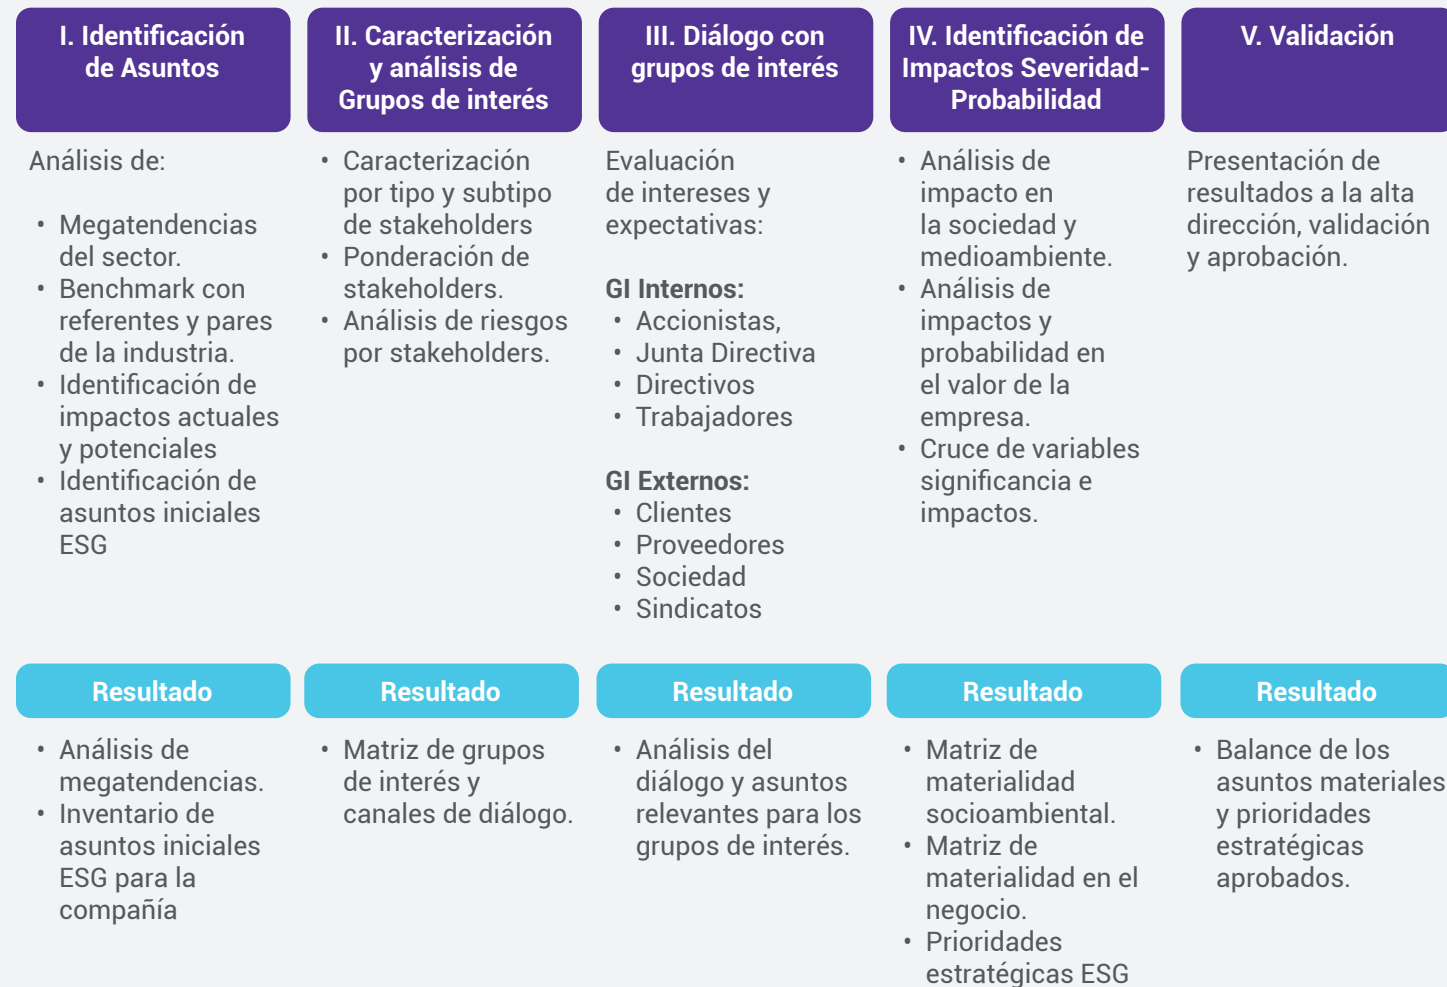 I. Identificación
de Asuntos
II. Caracterización
y análisis de
Grupos de interés
III. Diálogo con
grupos de interés
IV. Identificación de
Impactos Severidad-
Probabilidad
V. Validación
Análisis de:
• Megatendencias
del sector.
• Benchmark con
referentes y pares
de la industria.
• Identificación de
impactos actuales
y potenciales
• Identificación de
asuntos iniciales
ESG
• Caracterización
por tipo y subtipo
de stakeholders
• Ponderación de
stakeholders.
• Análisis de riesgos
por stakeholders.
Evaluación
de intereses y
expectativas:
GI Internos:
• Accionistas,
• Junta Directiva
• Directivos
• Trabajadores
GI Externos:
• Clientes
• Proveedores
• Sociedad
• Sindicatos
• Análisis de
impacto en
la sociedad y
medioambiente.
• Análisis de
impactos y
probabilidad en
el valor de la
empresa.
• Cruce de variables
significancia e
impactos.
Presentación de
resultados a la alta
dirección, validación
y aprobación.
Resultado
Resultado
Resultado
Resultado
Resultado
• Análisis de
megatendencias.
• Inventario de
asuntos iniciales
ESG para la
compañía
• Matriz de grupos
de interés y
canales de diálogo.
• Análisis del
diálogo y asuntos
relevantes para los
grupos de interés.
• Matriz de
materialidad
socioambiental.
• Matriz de
materialidad en el
negocio.
• Prioridades
estratégicas ESG
• Balance de los
asuntos materiales
y prioridades
estratégicas
aprobados.